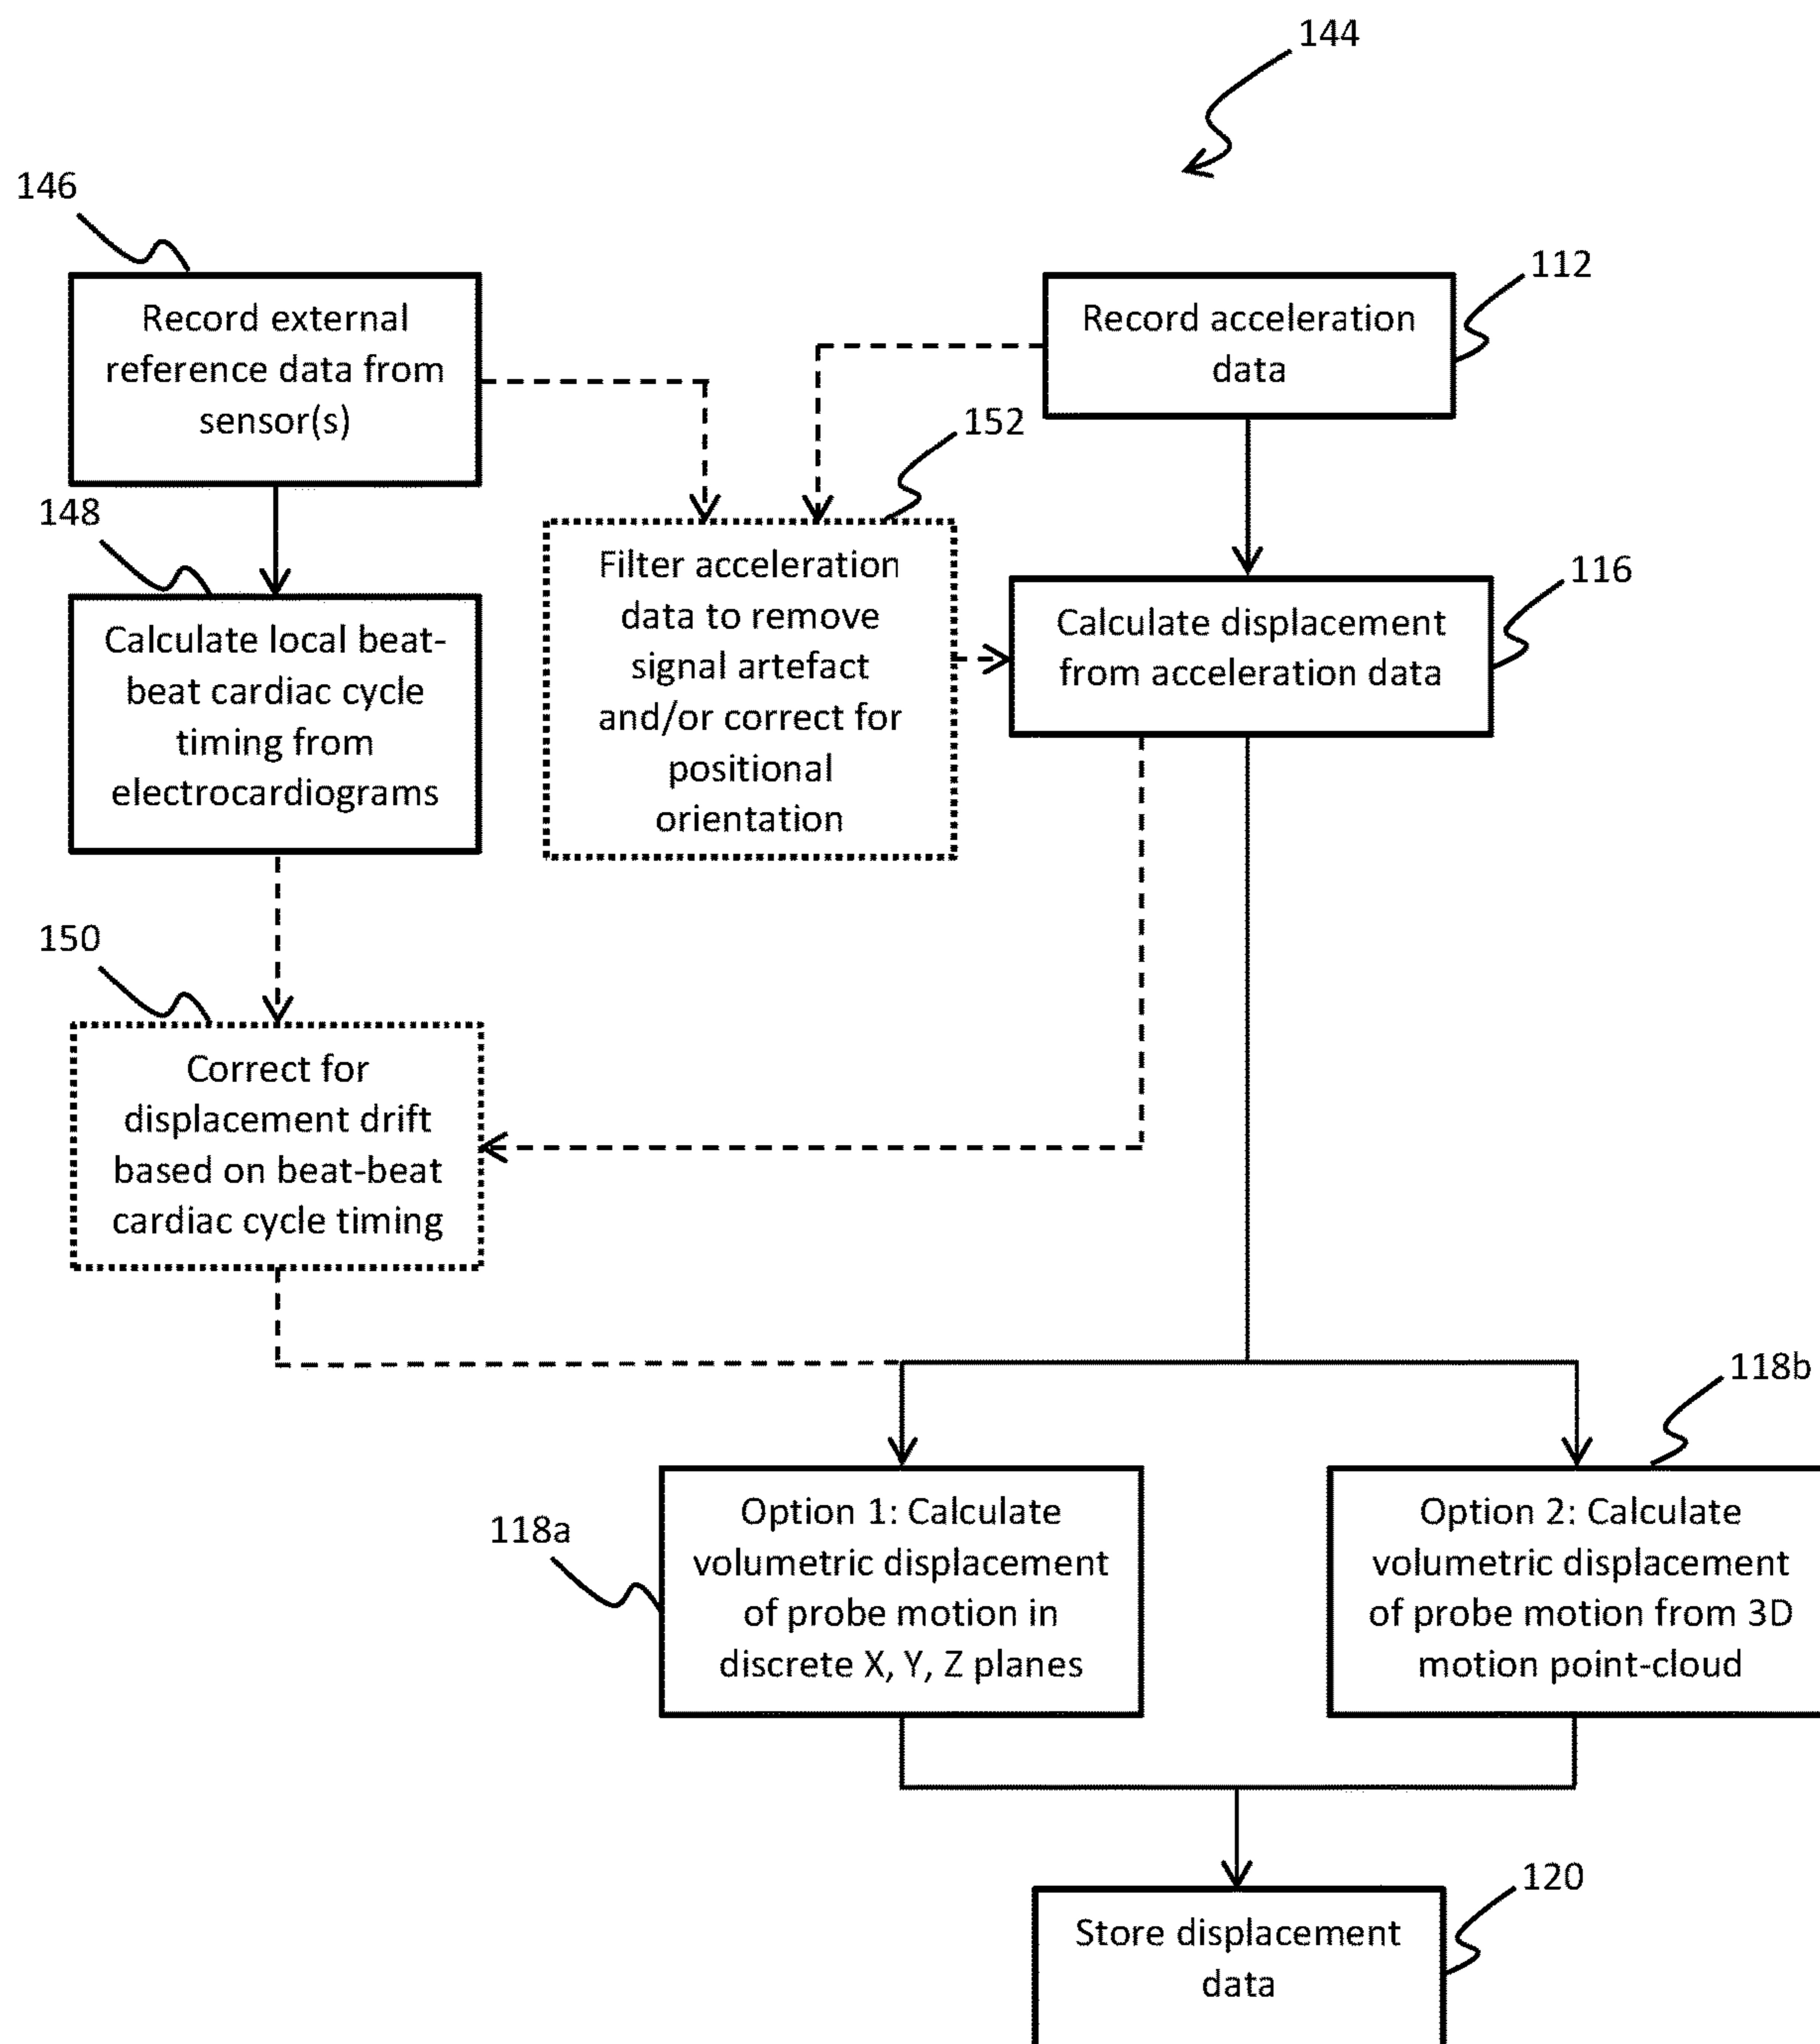 144
146
Record external
reference data from
sensor(s)
112
Record acceleration
data
152
148
Calculate local beat-
beat cardiac cycle
timing from
electrocardiograms
Filter acceleration
data to remove
signal artefact
and/or correct for
positional
orientation
116
Calculate displacement
from acceleration data
150
Correct for
displacement drift
based on beat-beat
cardiac cycle timing
118a
Option 1: Calculate
volumetric displacement
of probe motion in
discrete X, Y, Z planes
118b
Option 2: Calculate
volumetric displacement
of probe motion from 3D
motion point-cloud
120
Store displacement
data